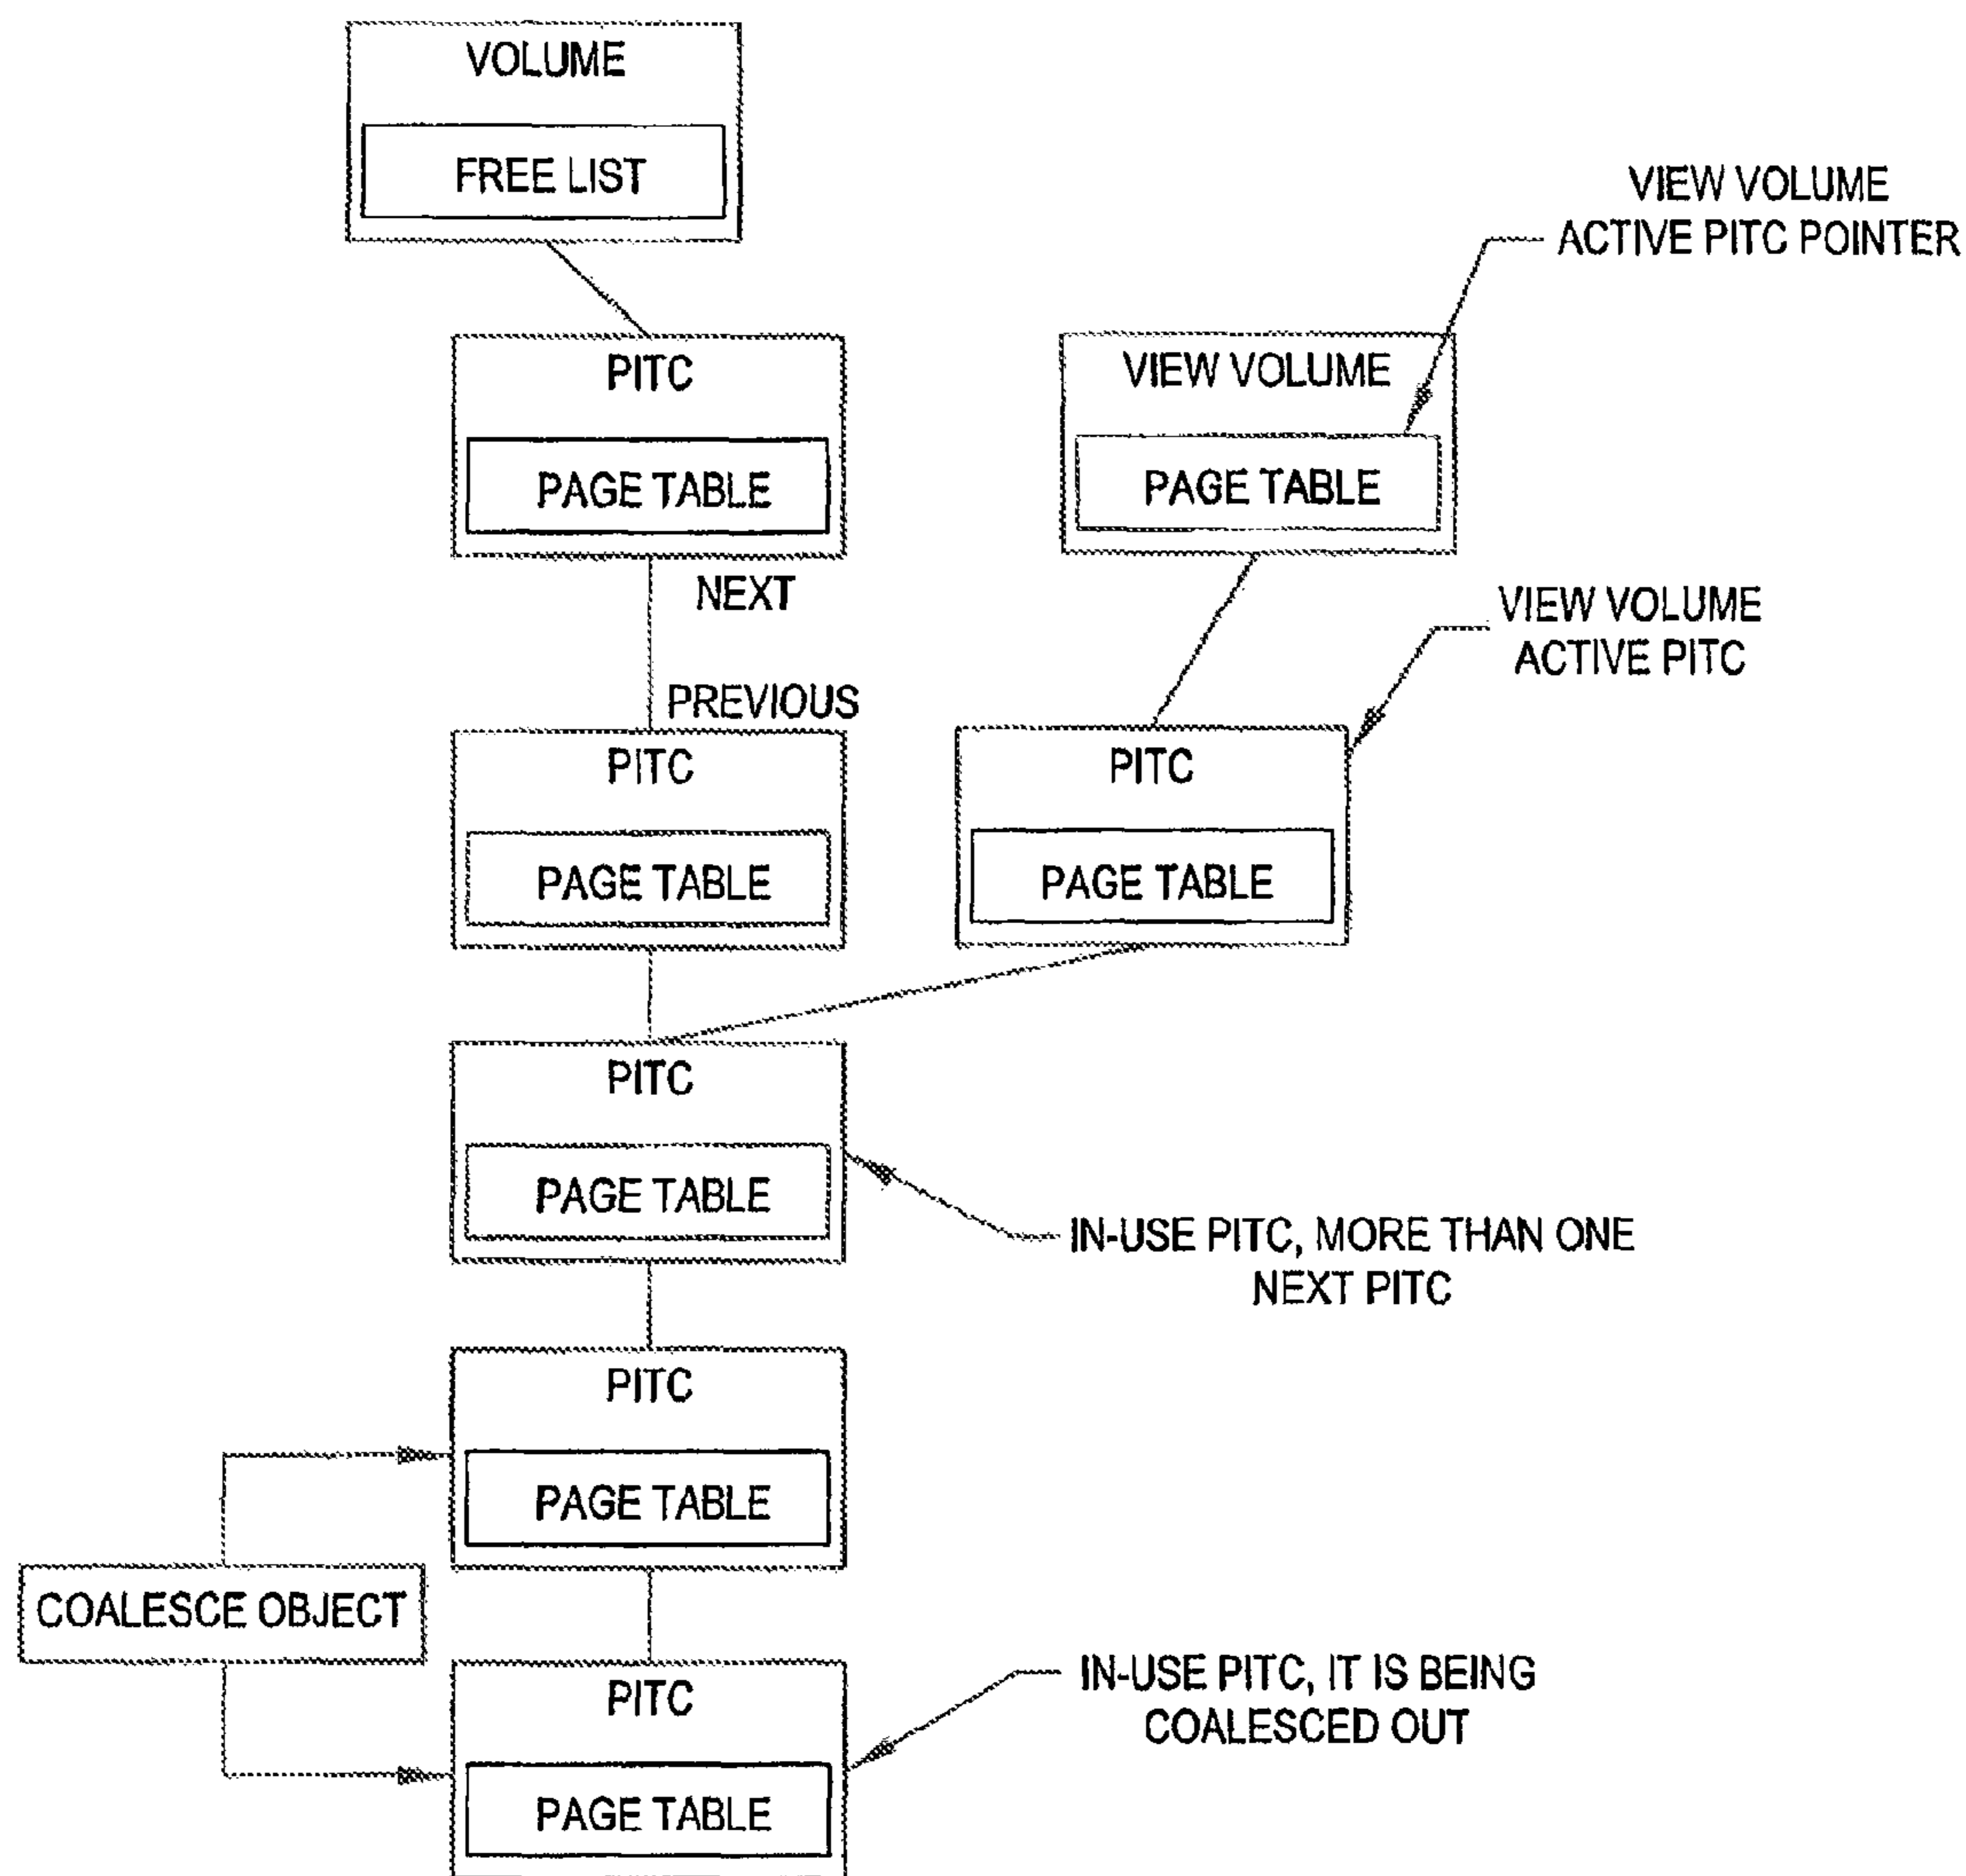 VOLUME
FREE LIST
VIEW VOLUME
ACTIVE PITC POINTER
PITC
PAGE TABLE
VIEW VOLUME
PAGE TABLE
NEXT
PREVIOUS
VIEW VOLUME
ACTIVE PITC
PITC
PAGE TABLE
PITC
PAGE TABLE
PITC
PAGE TABLE
IN-USE PITC, MORE THAN ONE
NEXT PITC
PITC
PAGE TABLE
COALESCE OBJECT
PITC
PAGE TABLE
IN-USE PITC, IT IS BEING
COALESCED OUT